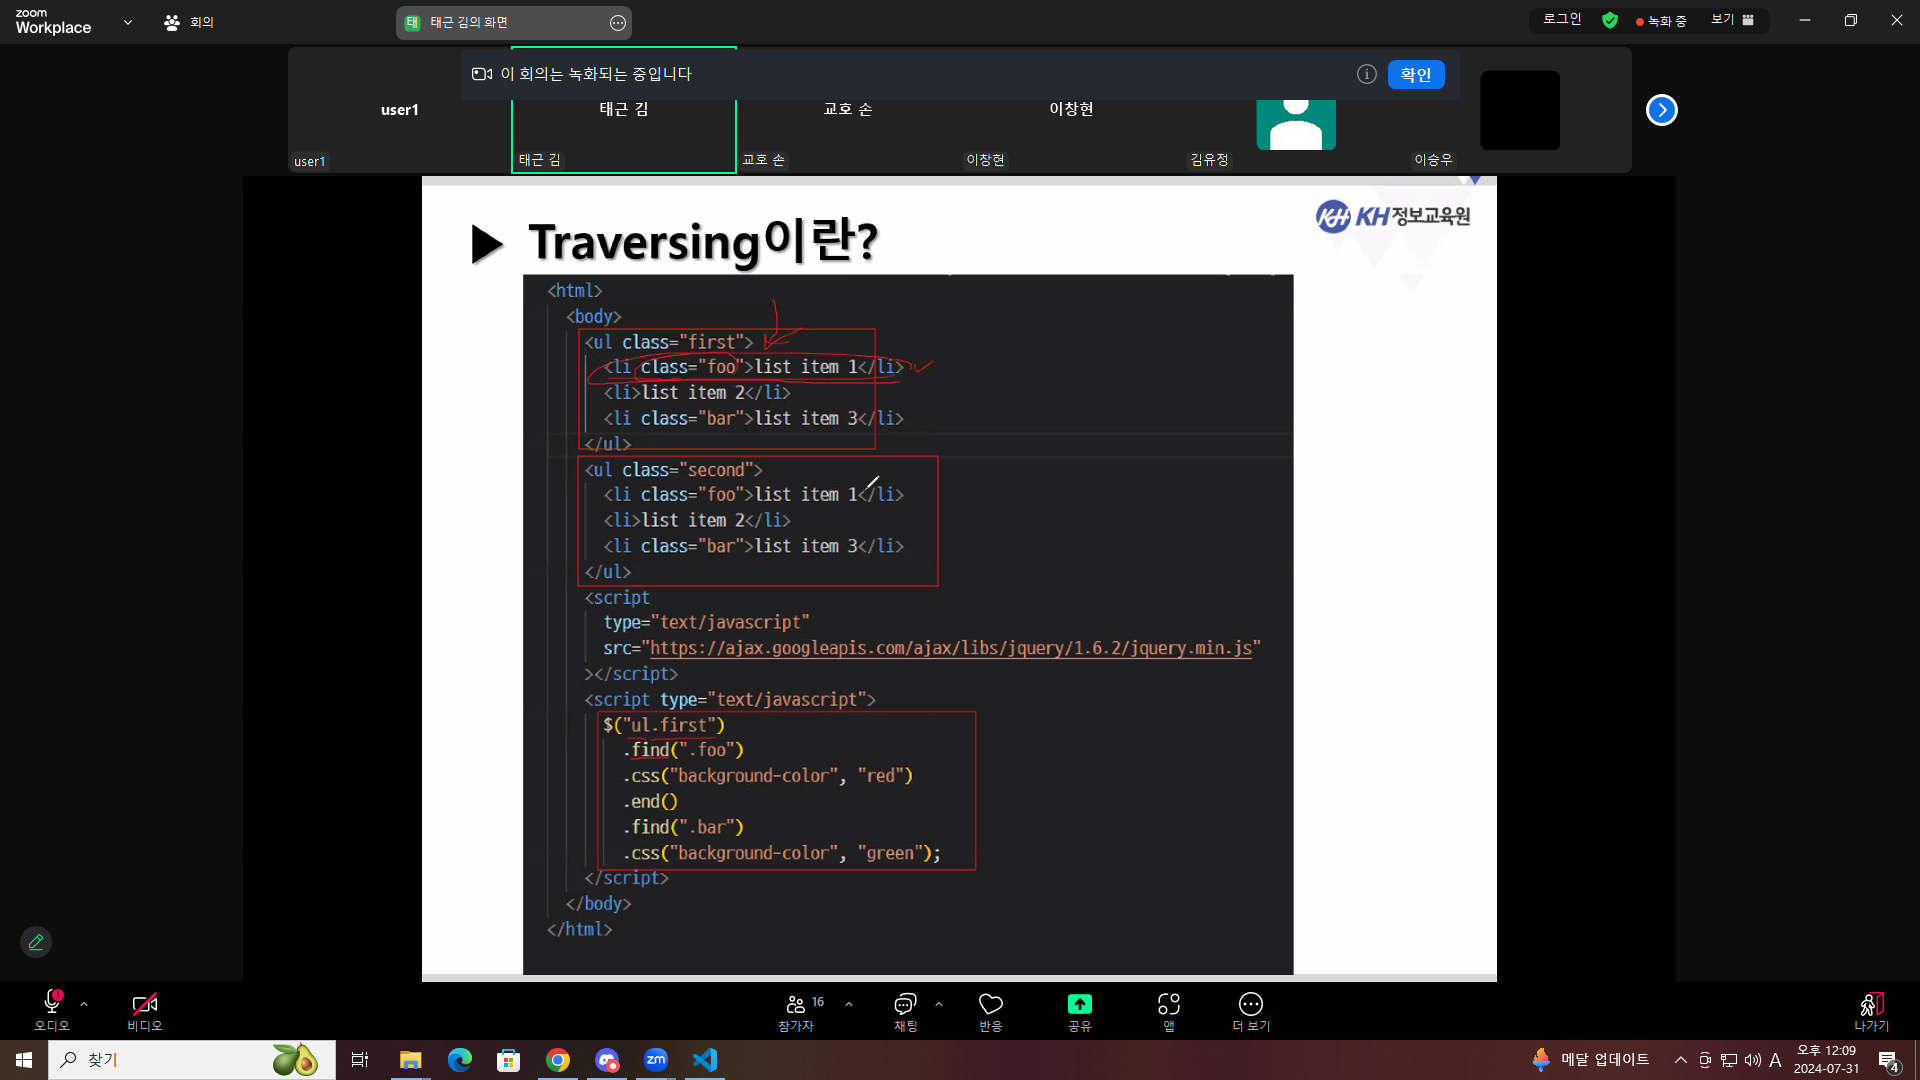 zoom
Workplace
회의
태
태근 김의 화면
로그인
녹화 중
보기
이 회의는 녹화되는 중입니다
확인
user1
태근 김
교호 손
이창현
user1
태근 김
교호 손
이창현
김유정
이승우
KH KH정보교육원
▶ Traversing이란?
<html>
<body>
<ul class="first">
<li class="foo">list item 1</li>
<li>list item 2</li>
<li class="bar">list item 3</li>
</ul>
<ul class="second">
<li class="foo">list item 1</li>
<li>list item 2</li>
<li class="bar">list item 3</li>
</ul>
<script
type="text/javascript"
src="https://ajax.googleapis.com/ajax/libs/jquery/1.6.2/jquery.min.js"
></script>
<script type="text/javascript">
$("ul.first")
.find(".foo")
.css("background-color", "red")
.end()
.find(".bar")
.css("background-color", "green");
</script>
</body>
</html>
오디오
비디오
16
참가자
채팅
반응
공유
앱
더 보기
나가기
찾기
zm
메달 업데이트
A
오후 12:09
2024-07-31
4